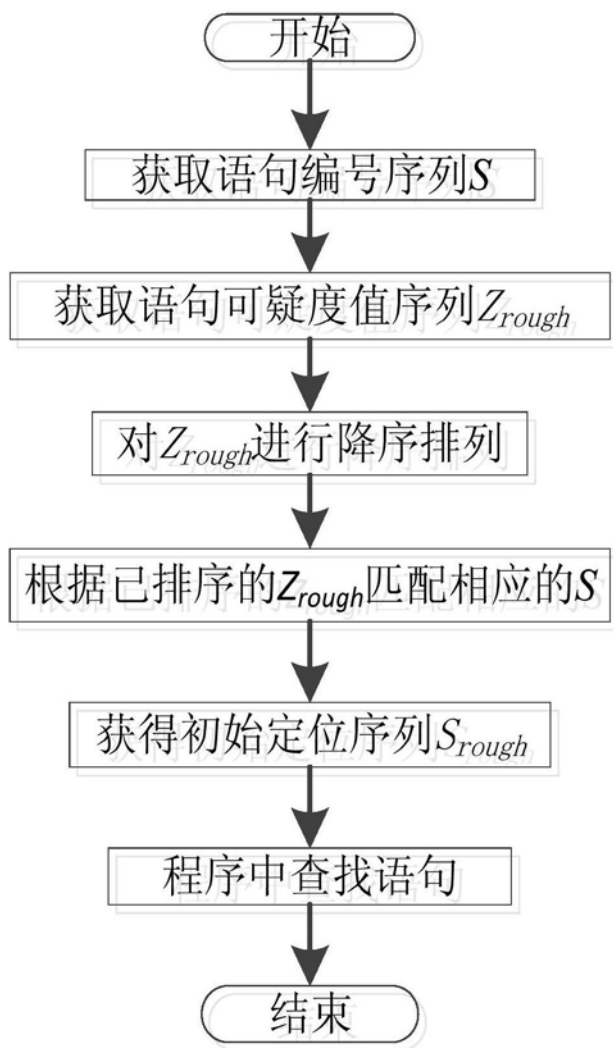 开始
获取语句编号序列S
获取语句可疑度值序列Z_rough
对Z_rough进行降序排列
根据已排序的Z_rough匹配相应的S
获得初始定位序列S_rough
程序中查找语句
结束